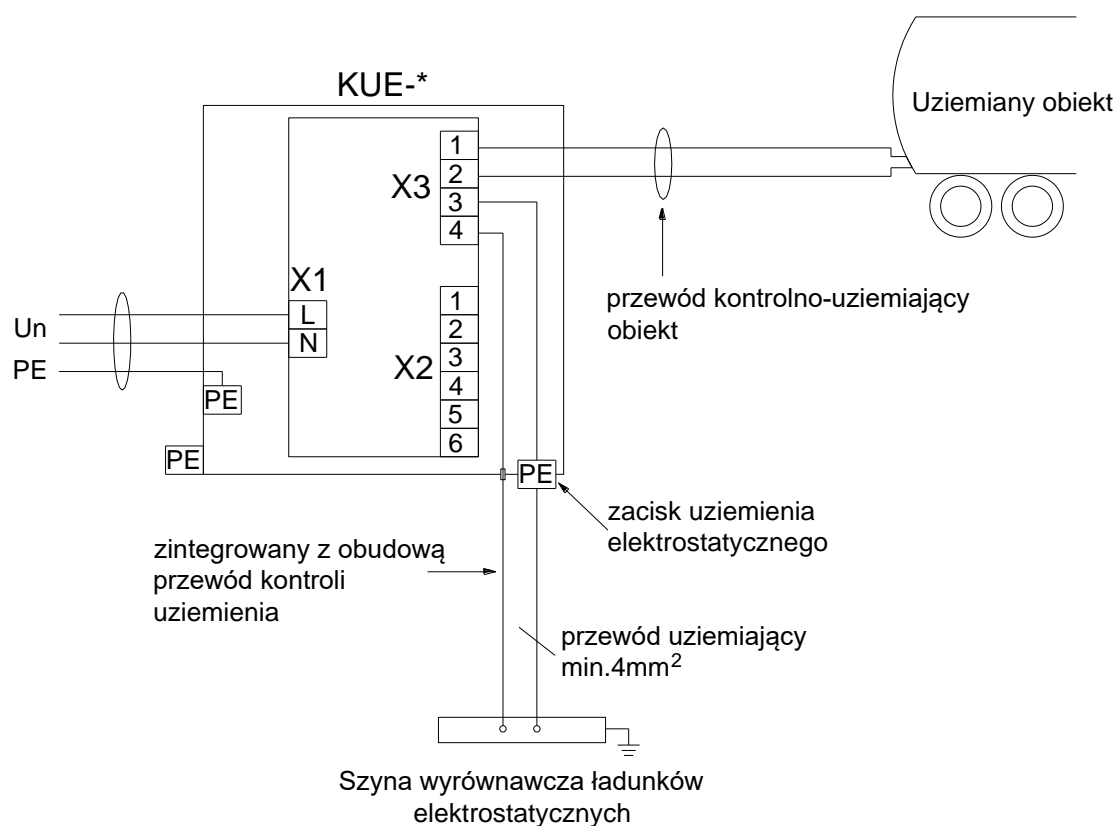 KUE-*
Uziemiany obiekt
X3
1
2
3
4
przewód kontrolno-uziemiający
obiekt
X1
L
N
Un
PE
PE
PE
X2
1
2
3
4
5
6
PE
zacisk uziemienia
elektrostatycznego
zintegrowany z obudową
przewód kontroli
uziemienia
przewód uziemiający
min.4mm²
Szyna wyrównawcza ładunków
elektrostatycznych